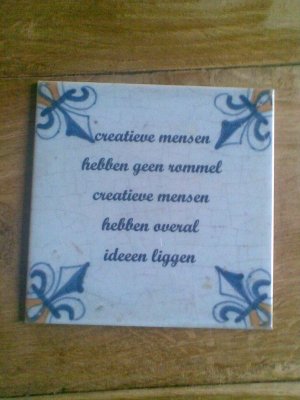 creatieve mensen
hebben geen rommel
creatieve mensen
hebben overal
ideeen liggen